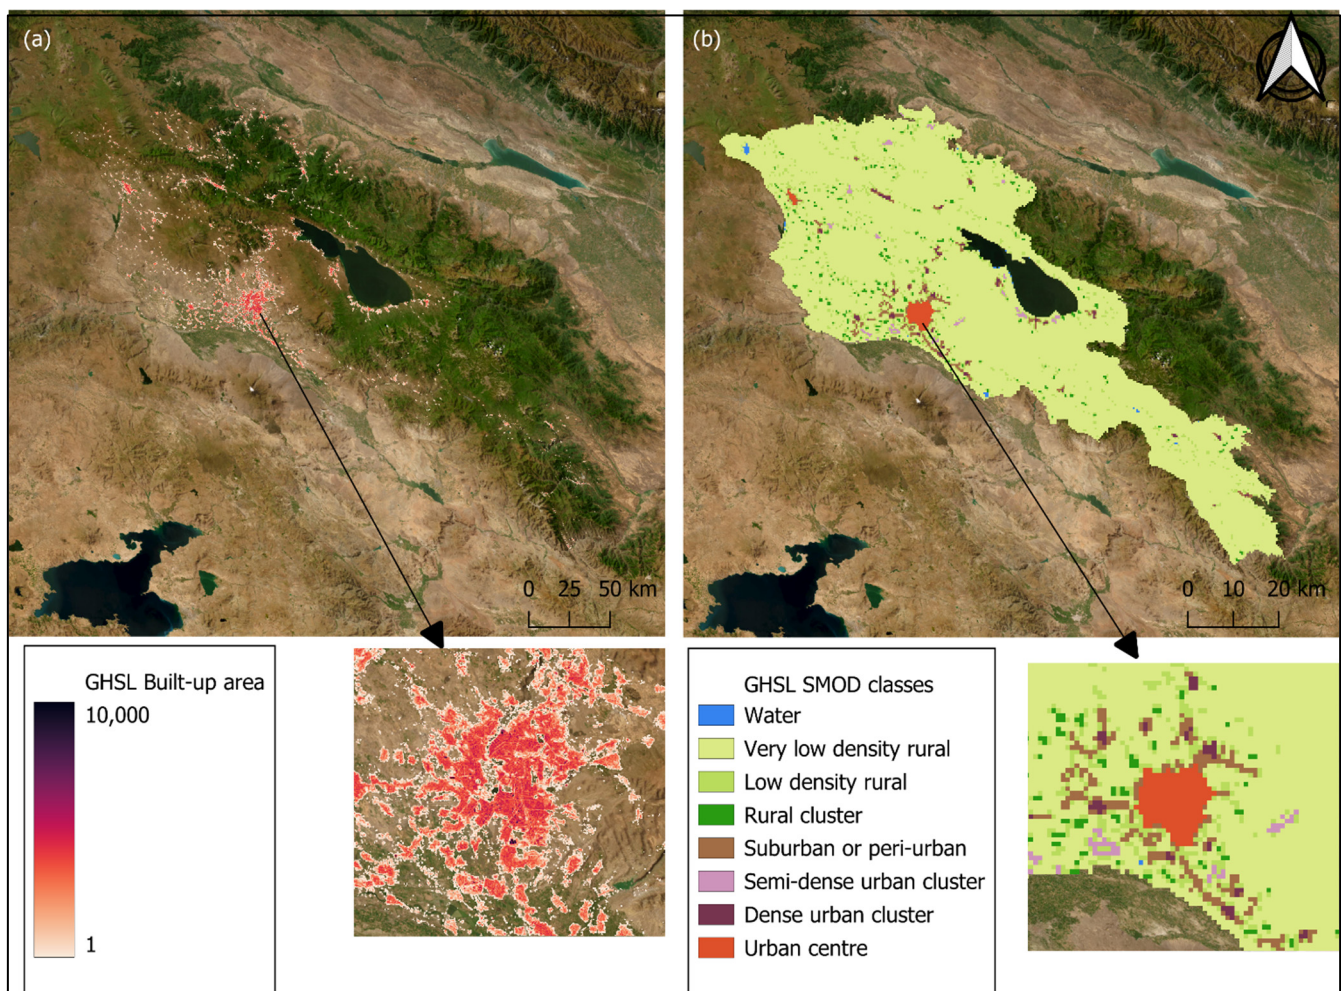 (a)
(b)
0 25 50 km
0 10 20 km
GHSL Built-up area
10,000
1
GHSL SMOD classes
Water
Very low density rural
Low density rural
Rural cluster
Suburban or peri-urban
Semi-dense urban cluster
Dense urban cluster
Urban centre